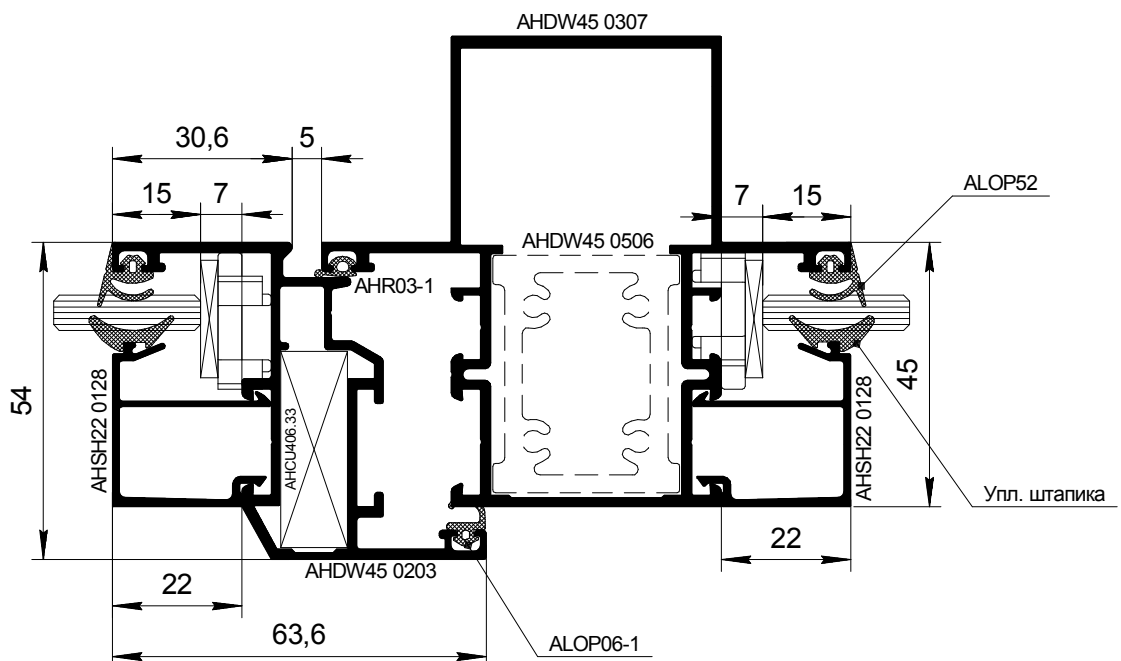 AHDW45 0307
30,6
5
15
7
7
15
ALOP52
AHDW45 0506
AHR03-1
54
AHSH22 0128
AHCU406.33
45
AHSH22 0128
Упл. штапика
22
AHDW45 0203
22
63,6
ALOP06-1